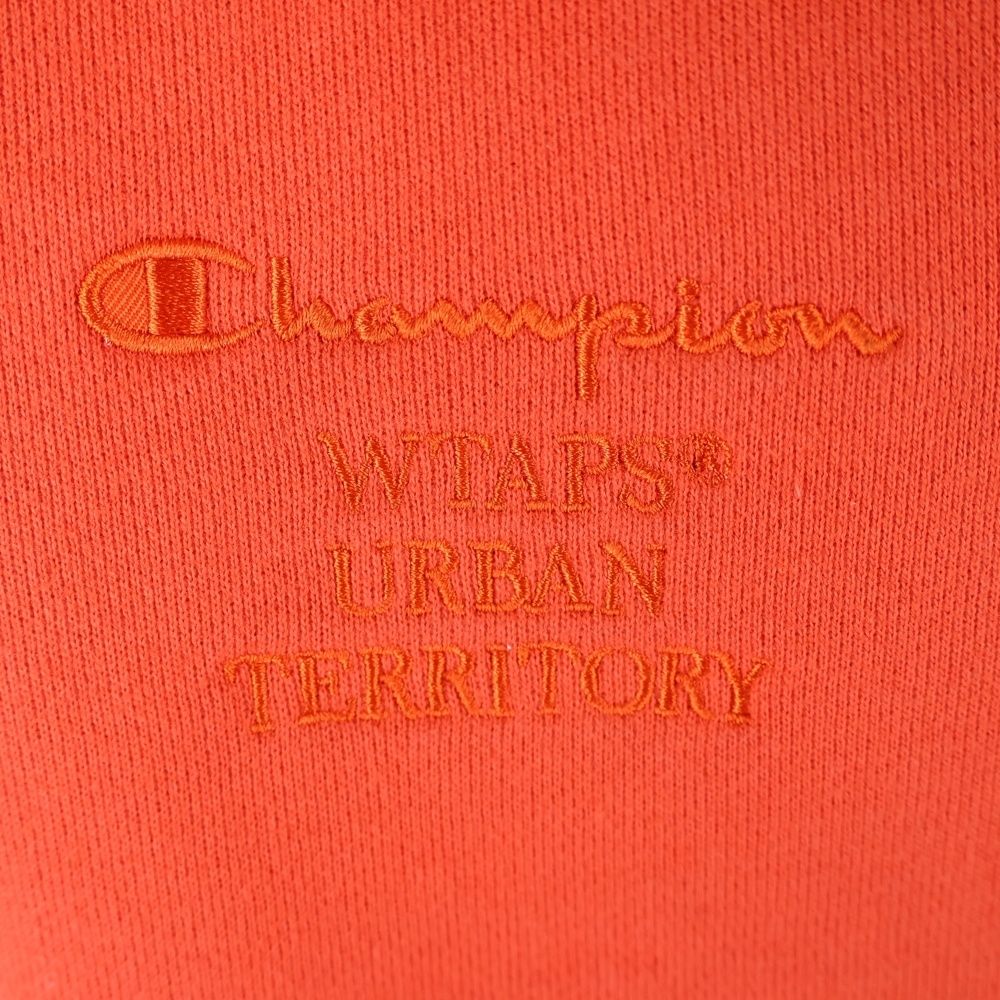 Champion
WTAPS®
URBAN
TERRITORY